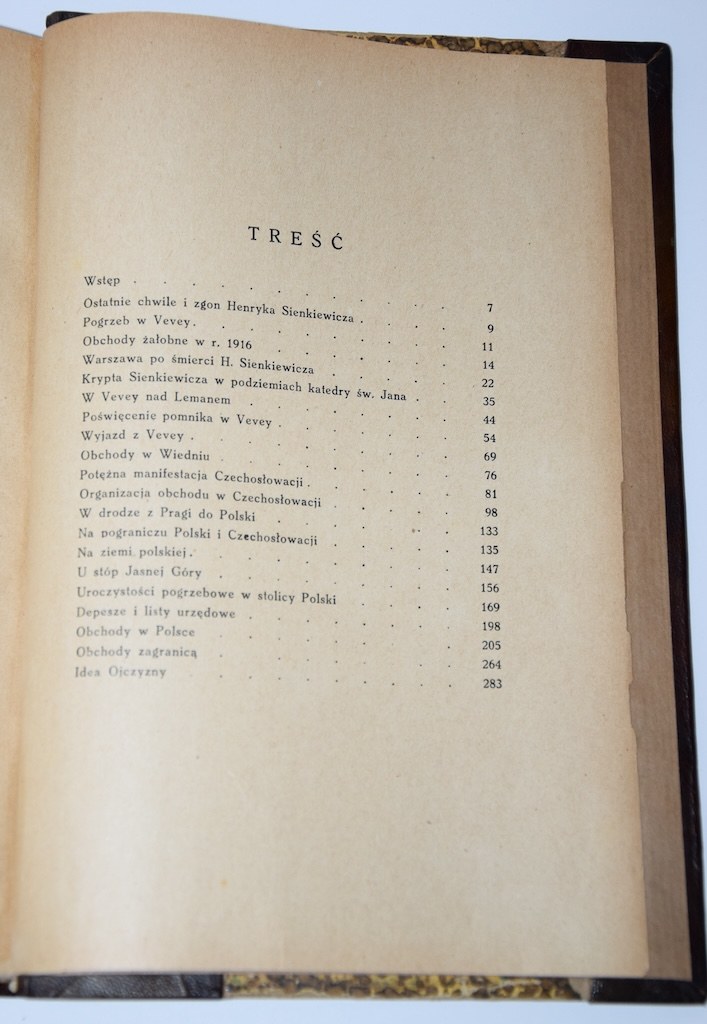 TREŚĆ
Wstęp . . . . . . . . . . . . 7
Ostatnie chwile i zgon Henryka Sienkiewicza . . . . 9
Pogrzeb w Vevey . . . . . . . . . . 11
Obchody żałobne w r. 1916 . . . . . . . 14
Warszawa po śmierci H. Sienkiewicza . . . . . 22
Krypta Sienkiewicza w podziemiach katedry św. Jana . . 35
W Vevey nad Lemanem . . . . . . . . 44
Poświęcenie pomnika w Vevey . . . . . . . 54
Wyjazd z Vevey . . . . . . . . . . 69
Obchody w Wiedniu . . . . . . . . . 76
Potężna manifestacja Czechosłowacji . . . . . . 81
Organizacja obchodu w Czechosłowacji . . . . . 98
W drodze z Pragi do Polski . . . . . . . 133
Na pograniczu Polski i Czechosłowacji . . . . . 135
Na ziemi polskiej . . . . . . . . . . 147
U stóp Jasnej Góry . . . . . . . . . 156
Uroczystości pogrzebowe w stolicy Polski . . . . 169
Depesze i listy urzędowe . . . . . . . . 198
Obchody w Polsce . . . . . . . . . 205
Obchody zagranicą . . . . . . . . . 264
Idea Ojczyzny . . . . . . . . . . 283